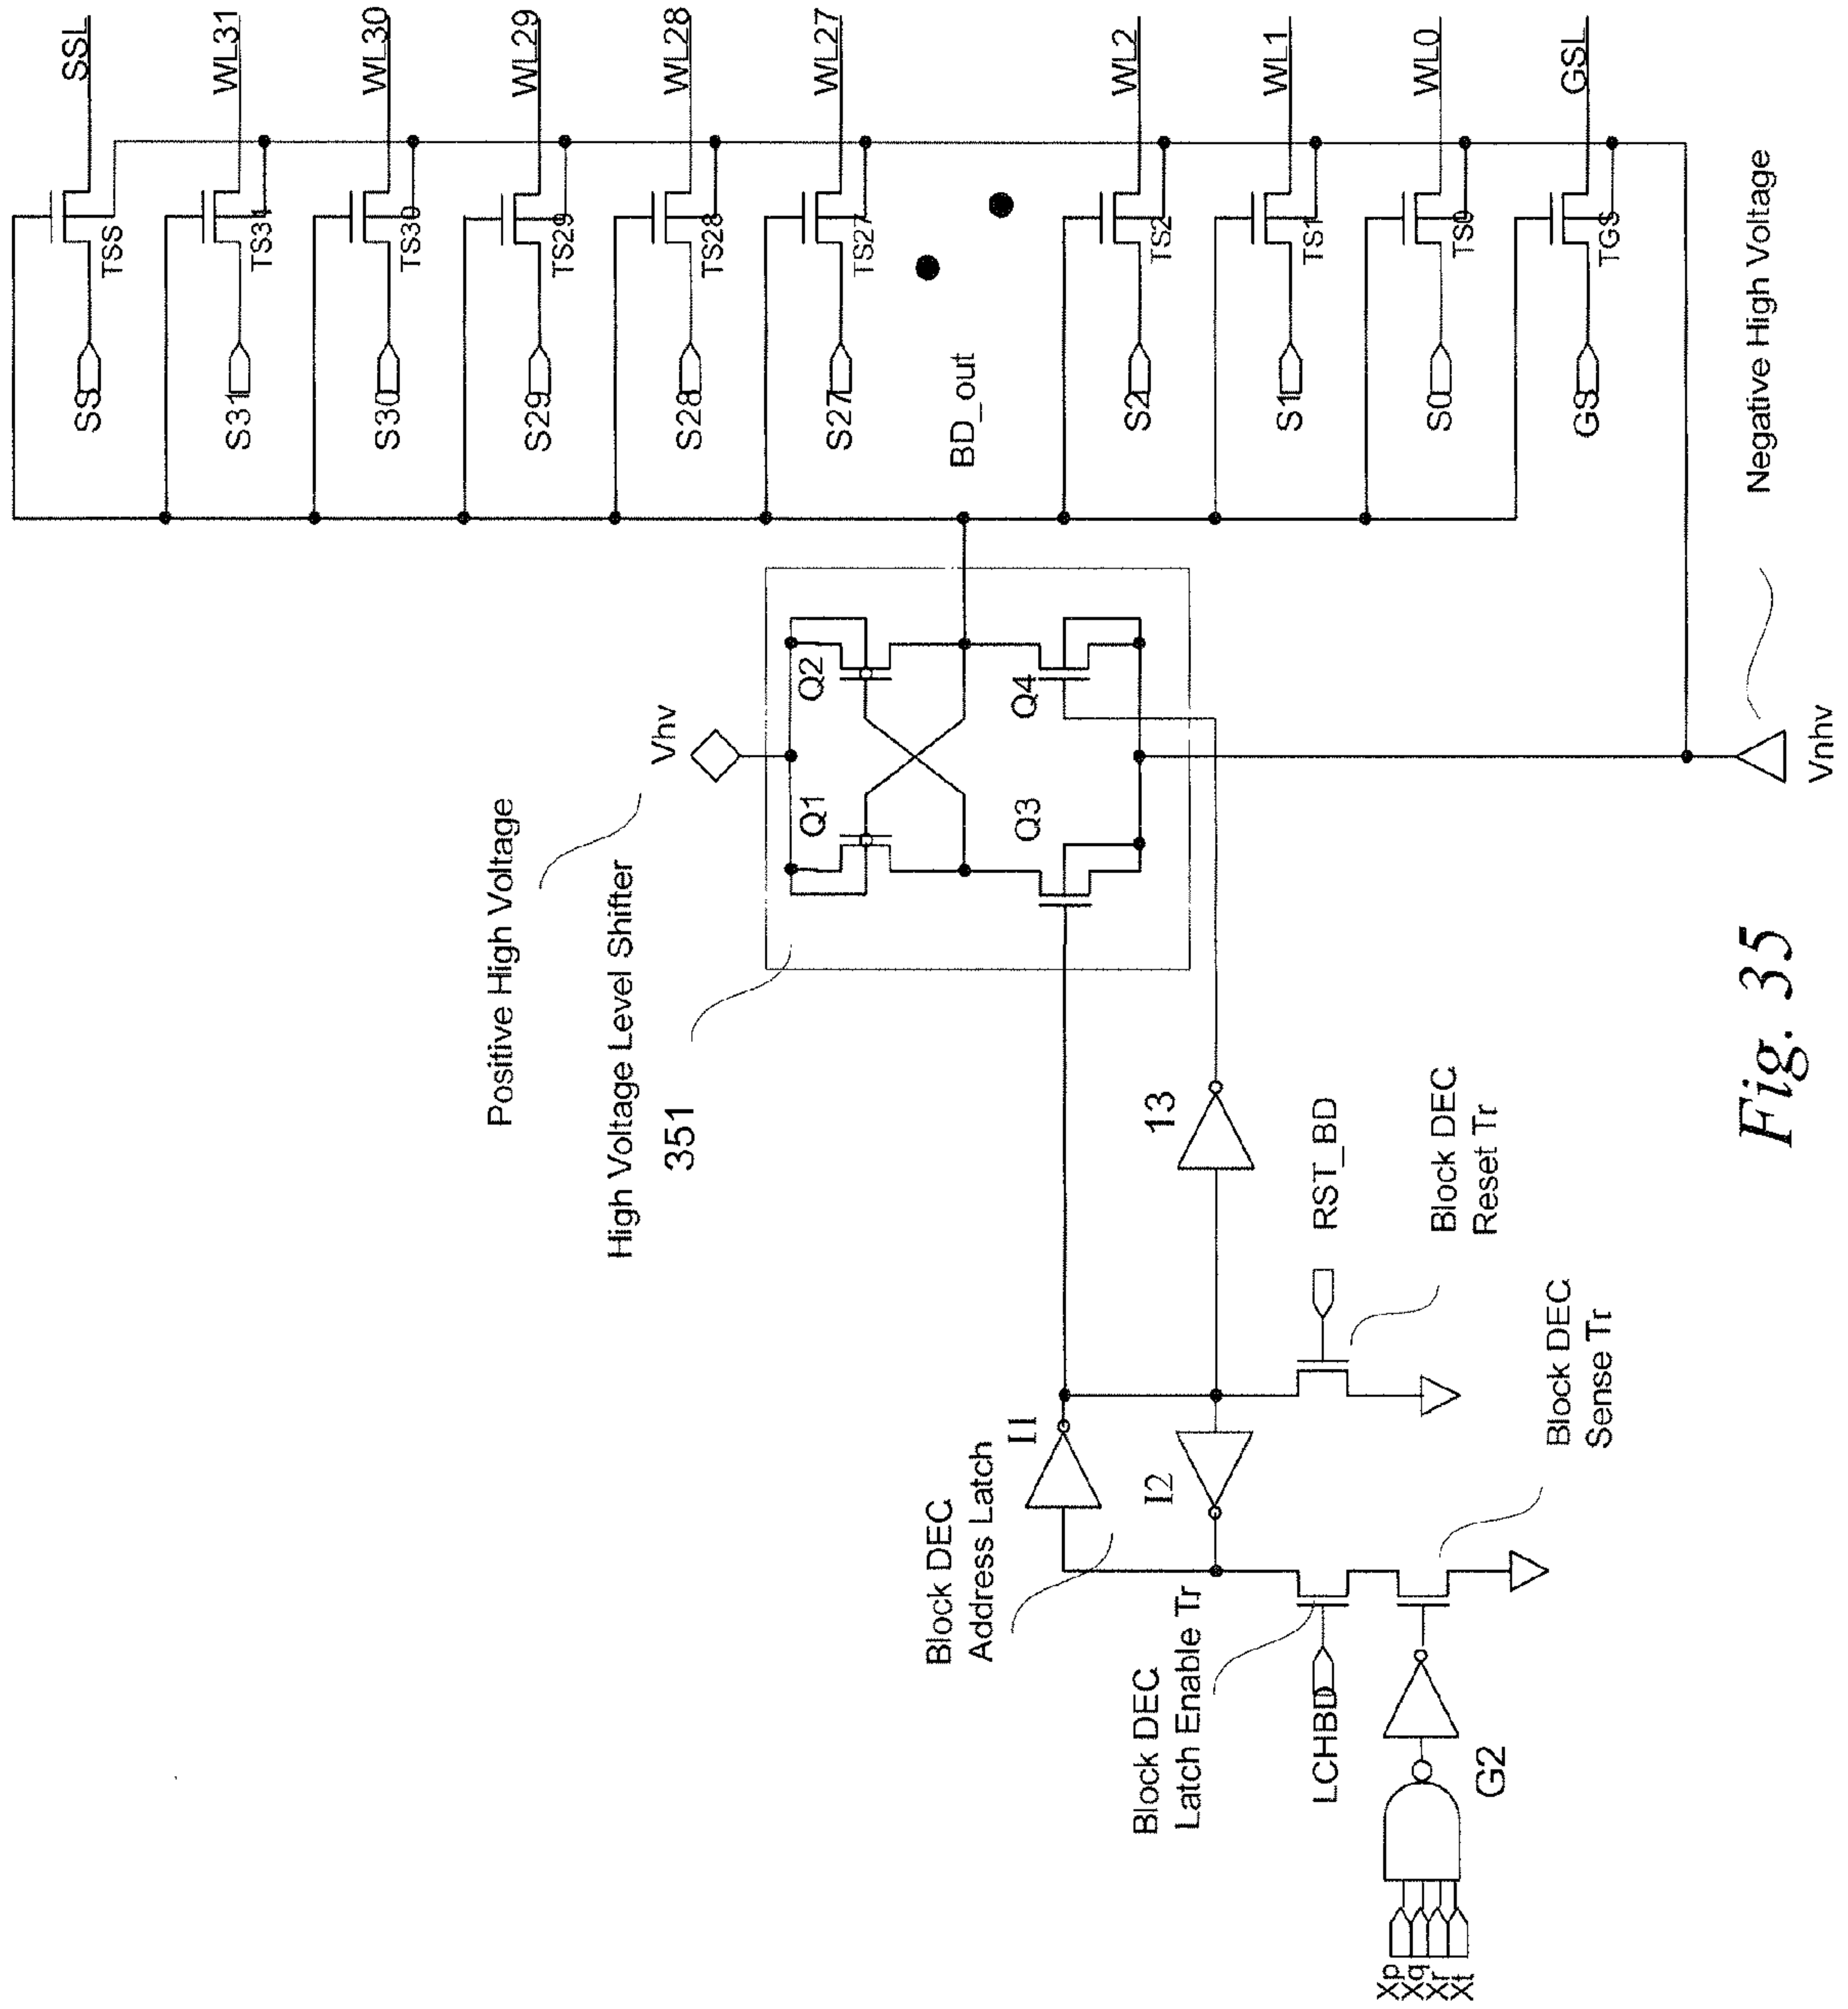 SSL
WL31
WL30
WL29
WL28
WL27
WL2
WL1
WL0
GSL
TSS
TS31
TS30
TS29
TS28
TS27
TS2
TS1
TS0
TGS
SS
S31
S30
S29
S28
S27
S2
S1
S0
GS
BD_out
Negative High Voltage
Positive High Voltage
Vhv
High Voltage Level Shifter
351
Q1
Q2
Q3
Q4
Vnhv
13
RST_BD
Block DEC
Reset Tr
Block DEC
Sense Tr
Block DEC
Address Latch
I1
I2
Block DEC
Latch Enable Tr
LCHBD
G2
Xp
Xq
Xr
Xt
Fig. 35